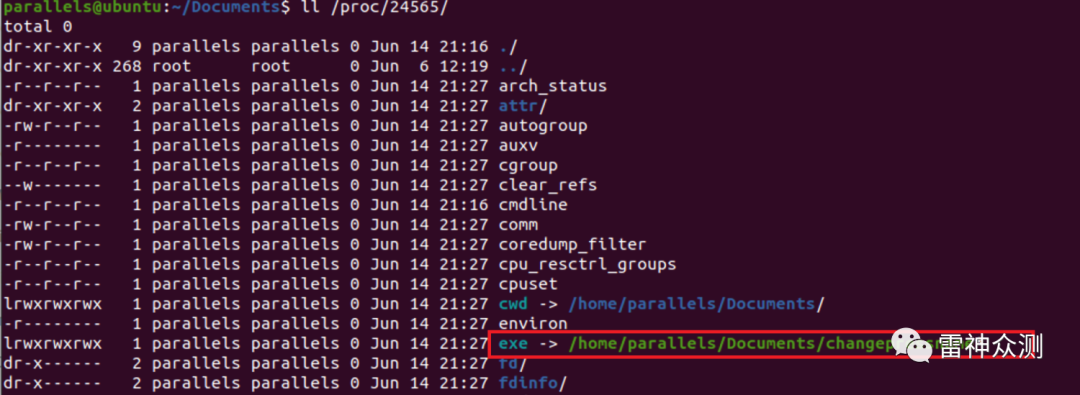 parallels@ubuntu:~/Documents$ ll /proc/24565/
total 0
dr-xr-xr-x   9 parallels parallels 0 Jun 14 21:16 ./
dr-xr-xr-x 268 root      root      0 Jun  6 12:19 ../
-r--r--r--   1 parallels parallels 0 Jun 14 21:27 arch_status
dr-xr-xr-x   2 parallels parallels 0 Jun 14 21:27 attr/
-rw-r--r--   1 parallels parallels 0 Jun 14 21:27 autogroup
-r--------   1 parallels parallels 0 Jun 14 21:27 auxv
-r--r--r--   1 parallels parallels 0 Jun 14 21:27 cgroup
--w-------   1 parallels parallels 0 Jun 14 21:27 clear_refs
-r--r--r--   1 parallels parallels 0 Jun 14 21:16 cmdline
-rw-r--r--   1 parallels parallels 0 Jun 14 21:27 comm
-rw-r--r--   1 parallels parallels 0 Jun 14 21:27 coredump_filter
-r--r--r--   1 parallels parallels 0 Jun 14 21:27 cpu_resctrl_groups
-r--r--r--   1 parallels parallels 0 Jun 14 21:27 cpuset
lrwxrwxrwx   1 parallels parallels 0 Jun 14 21:27 cwd -> /home/parallels/Documents/
-r--------   1 parallels parallels 0 Jun 14 21:27 environ
lrwxrwxrwx   1 parallels parallels 0 Jun 14 21:27 exe -> /home/parallels/Documents/
雷神众测
dr-x------   2 parallels parallels 0 Jun 14 21:27 fd/
dr-x------   2 parallels parallels 0 Jun 14 21:27 fdinfo/